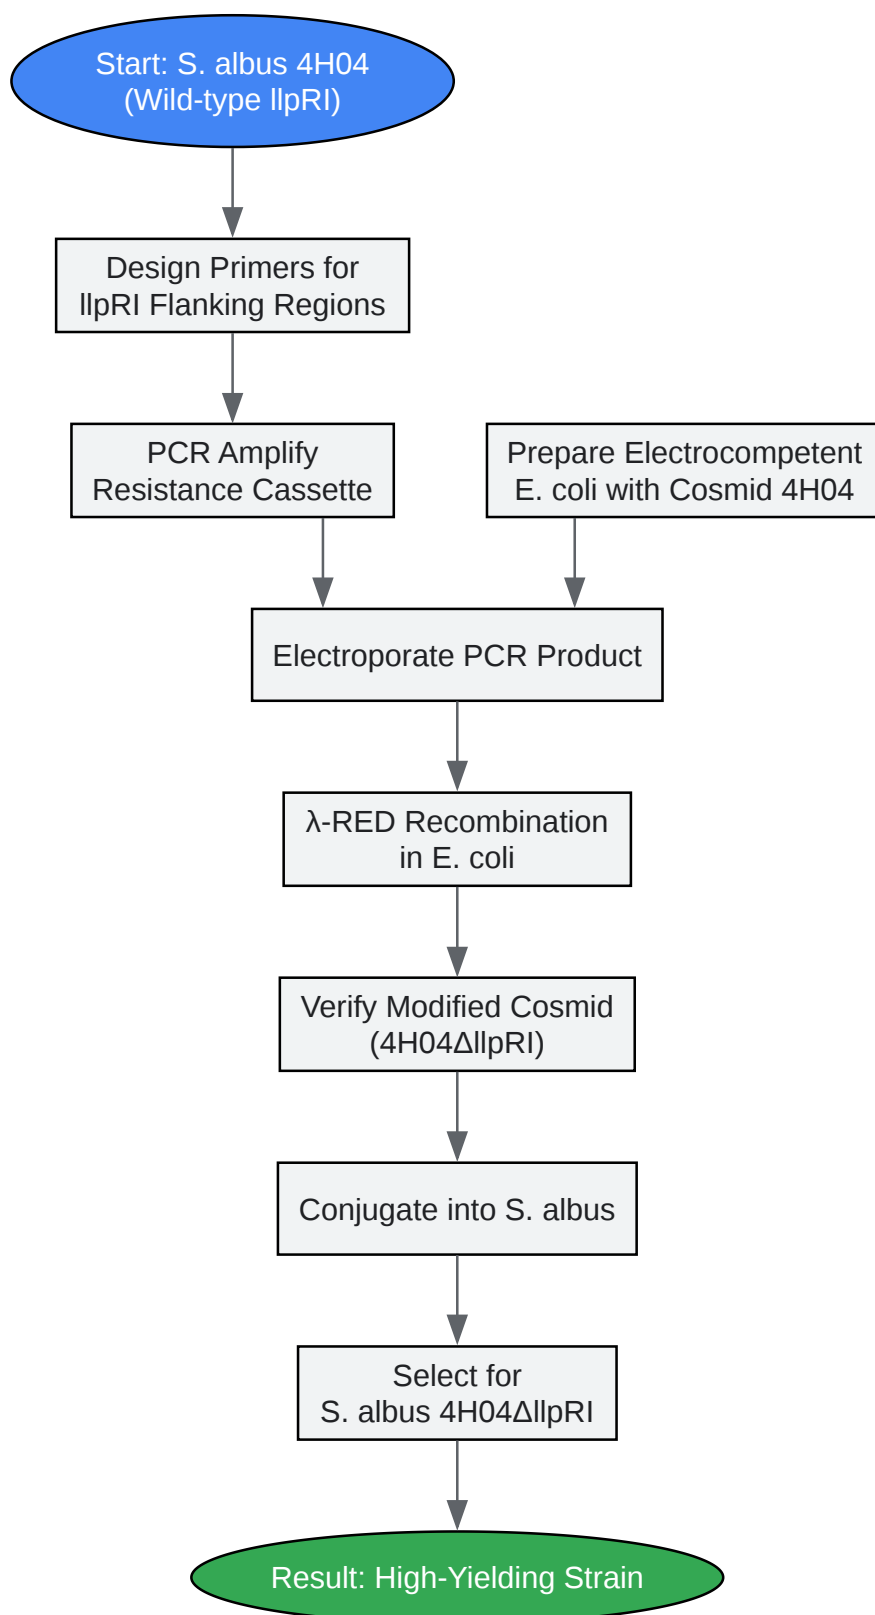 Start: S. albus 4H04
(Wild-type llpRI)
Design Primers for
llpRI Flanking Regions
PCR Amplify
Resistance Cassette
Prepare Electrocompetent
E. coli with Cosmid 4H04
Electroporate PCR Product
λ-RED Recombination
in E. coli
Verify Modified Cosmid
(4H04ΔllpRI)
Conjugate into S. albus
Select for
S. albus 4H04ΔllpRI
Result: High-Yielding Strain